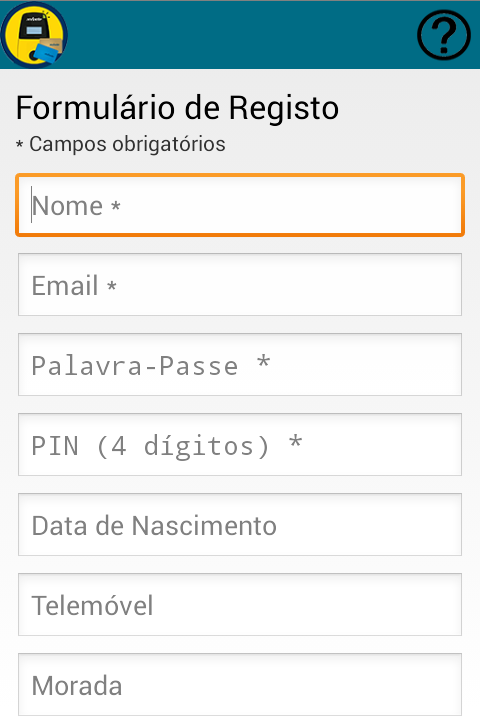 Formulário de Registo
* Campos obrigatórios
Nome *
Email *
Palavra-Passe *
PIN (4 dígitos) *
Data de Nascimento
Telemóvel
Morada